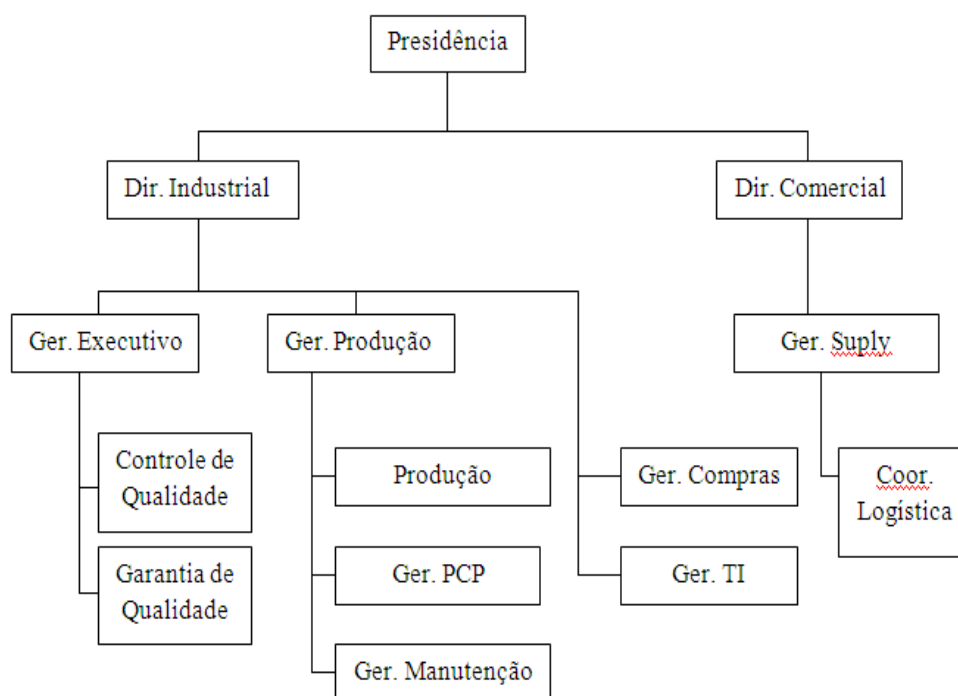 Presidência
Dir. Industrial
Dir. Comercial
Ger. Executivo
Ger. Produção
Ger. Suply
Controle de
Qualidade
Produção
Ger. Compras
Coor.
Logística
Garantia de
Qualidade
Ger. PCP
Ger. TI
Ger. Manutenção